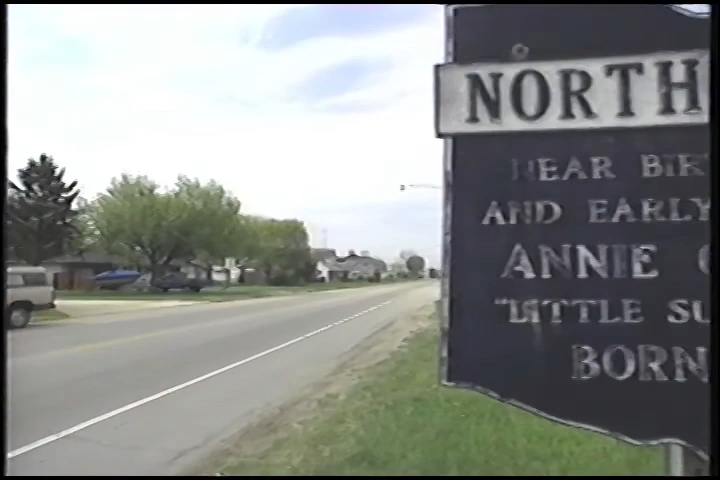 NORTH
NEAR BIR
AND EARLY
ANNIE
"LITTLE SU
BORN